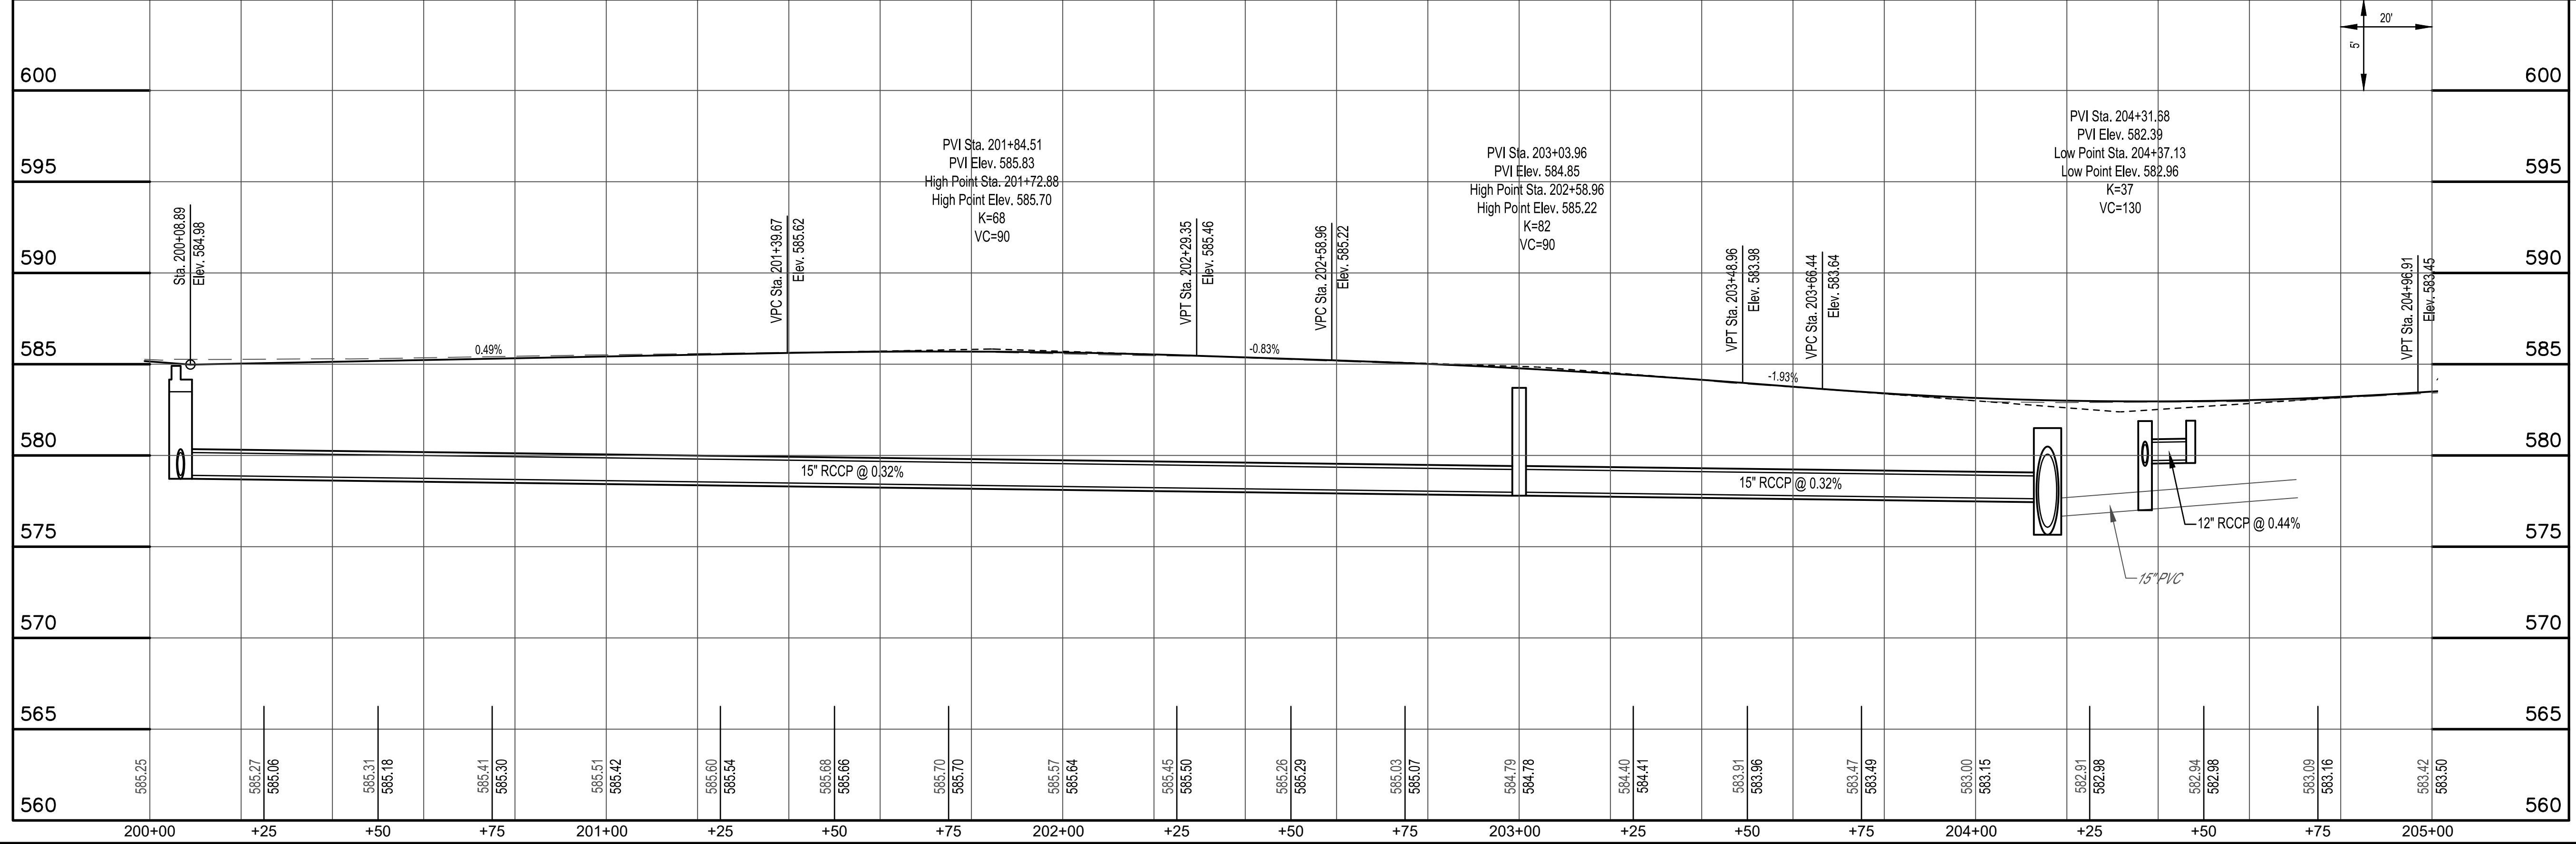 20'
5'
600
600
595
595
590
590
585
585
580
580
575
575
570
570
565
565
560
560
Sta. 200+08.89
Elev. 584.98
0.49%
VPC Sta. 201+39.67
Elev. 585.62
PVI Sta. 201+84.51
PVI Elev. 585.83
High Point Sta. 201+72.88
High Point Elev. 585.70
K=68
VC=90
VPT Sta. 202+29.35
Elev. 585.46
-0.83%
VPC Sta. 202+58.96
Elev. 585.22
PVI Sta. 203+03.96
PVI Elev. 584.85
High Point Sta. 202+58.96
High Point Elev. 585.22
K=82
VC=90
VPT Sta. 203+48.96
Elev. 583.98
-1.93%
VPC Sta. 203+66.44
Elev. 583.64
PVI Sta. 204+31.68
PVI Elev. 582.39
Low Point Sta. 204+37.13
Low Point Elev. 582.96
K=37
VC=130
VPT Sta. 204+96.91
Elev. 583.45
15" RCCP @ 0.32%
15" RCCP @ 0.32%
12" RCCP @ 0.44%
15" PVC
585.25
585.27
585.06
585.31
585.18
585.41
585.30
585.51
585.42
585.60
585.54
585.68
585.66
585.70
585.70
585.57
585.64
585.45
585.50
585.26
585.29
585.03
585.07
584.79
584.78
584.40
584.41
583.91
583.96
583.47
583.49
583.00
583.15
582.91
582.98
582.94
582.98
583.09
583.16
583.42
583.50
200+00
+25
+50
+75
201+00
+25
+50
+75
202+00
+25
+50
+75
203+00
+25
+50
+75
204+00
+25
+50
+75
205+00